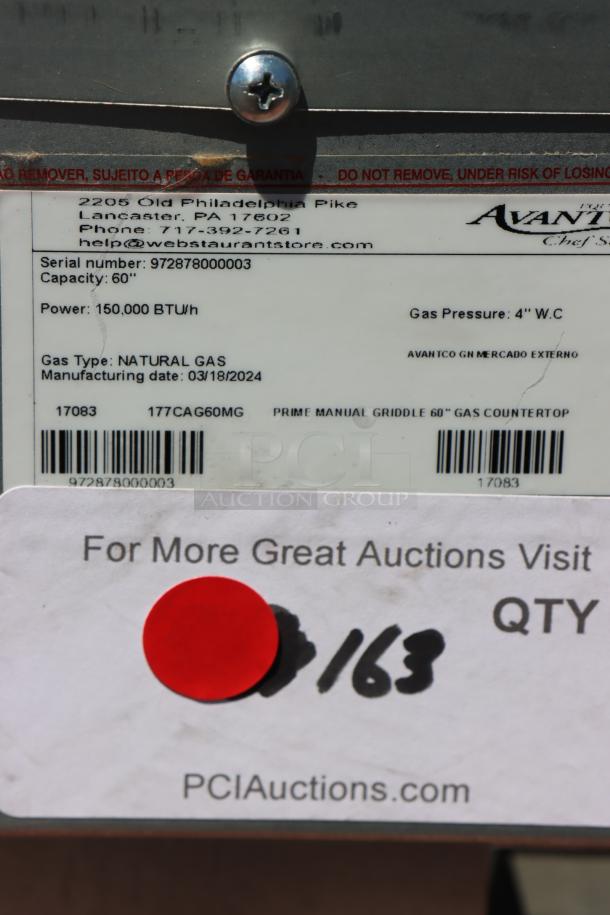 REMOVER, SUJEITO A PERDA DE GARANTIA - DO NOT REMOVE, UNDER RISK OF LOSING
2205 Old Philadelphia Pike
Lancaster, PA 17602
Phone: 717-392-7261
help@webstaurantstore.com
Serial number: 972878000003
Capacity: 60"
Power: 150,000 BTU/h
Gas Pressure: 4" W.C
Gas Type: NATURAL GAS
AVANTCO GN MERCADO EXTERNO
Manufacturing date: 03/18/2024
17083 177CAG60MG PRIME MANUAL GRIDDLE 60" GAS COUNTERTOP
972878000003 17083
PCI
AUCTION GROUP
For More Great Auctions Visit
QTY
163
PCIAuctions.com